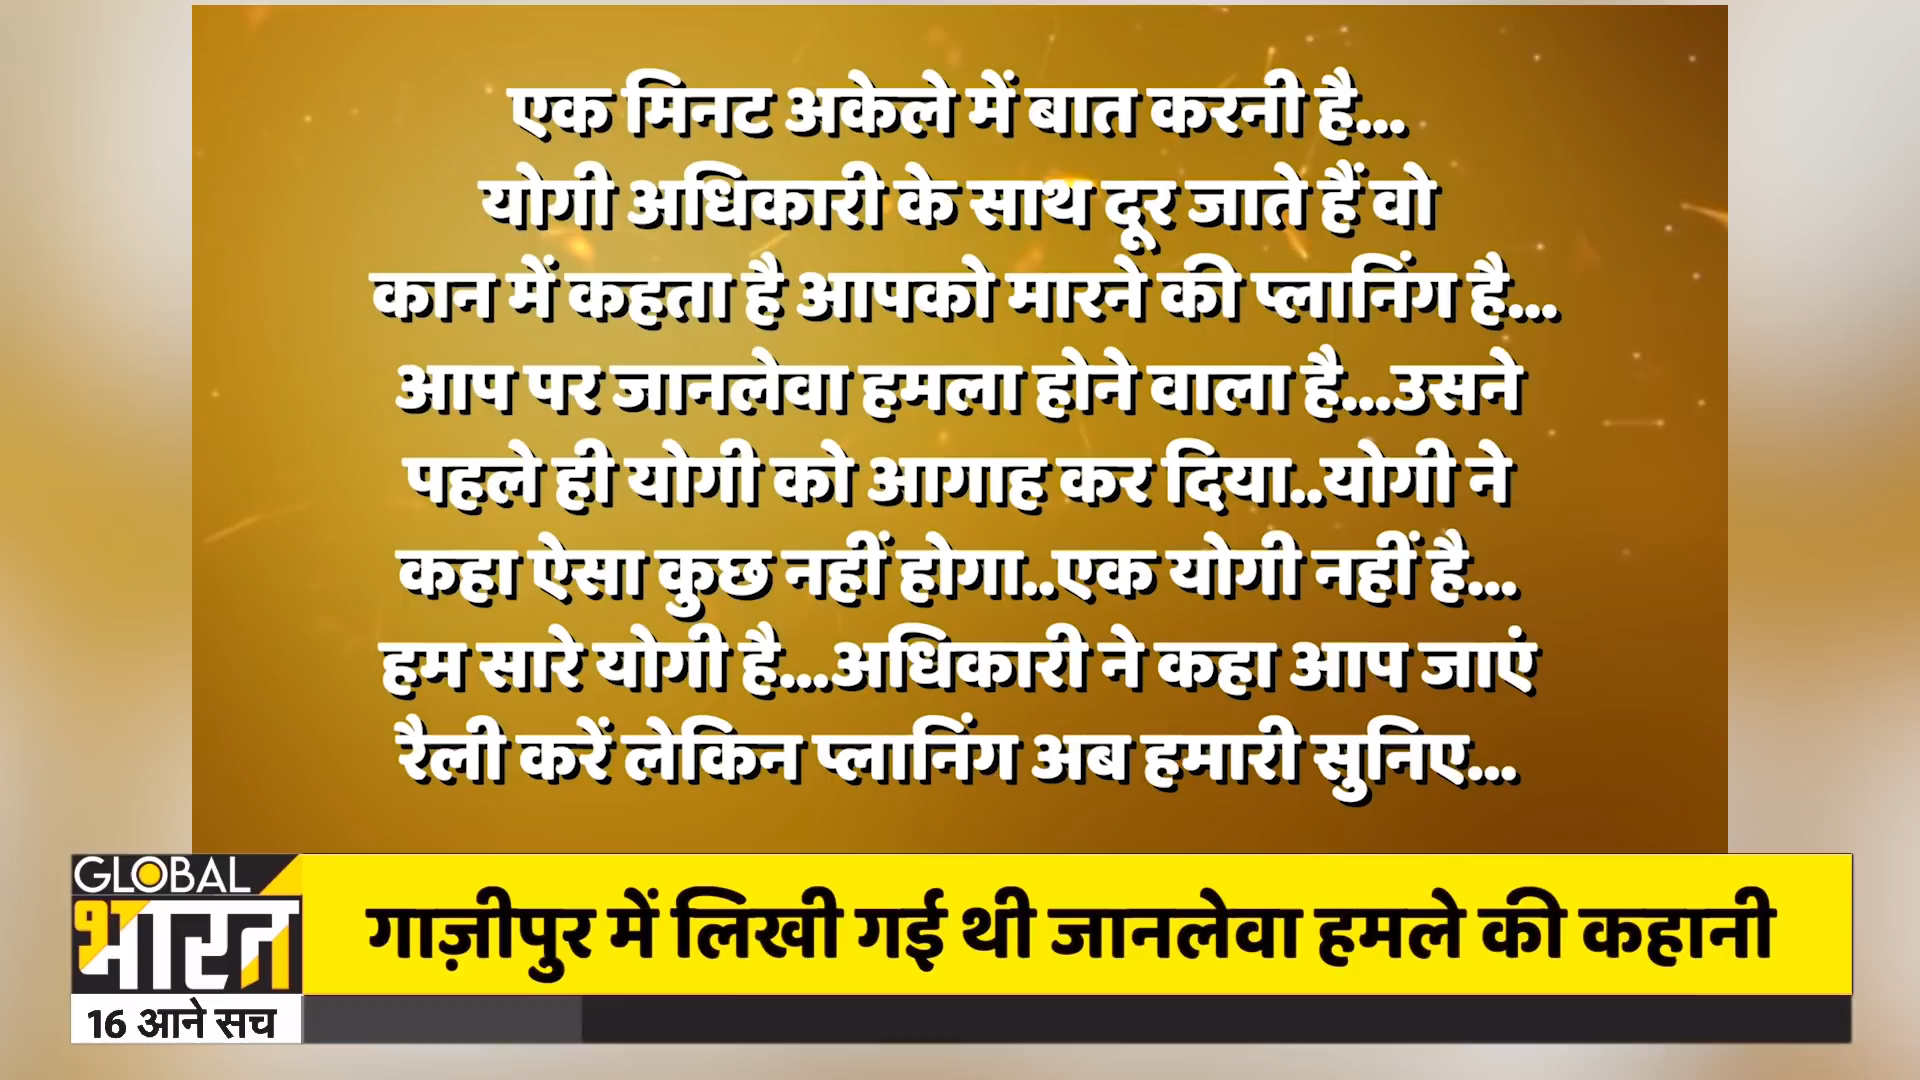 एक मिनट अकेले में बात करनी है...
योगी अधिकारी के साथ दूर जाते हैं वो
कान में कहता है आपको मारने की प्लानिंग है...
आप पर जानलेवा हमला होने वाला है...उसने
पहले ही योगी को आगाह कर दिया..योगी ने
कहा ऐसा कुछ नहीं होगा..एक योगी नहीं है...
हम सारे योगी है...अधिकारी ने कहा आप जाएं
रैली करें लेकिन प्लानिंग अब हमारी सुनिए...
GLOBAL
भारत
16 आने सच
गाज़ीपुर में लिखी गई थी जानलेवा हमले की कहानी